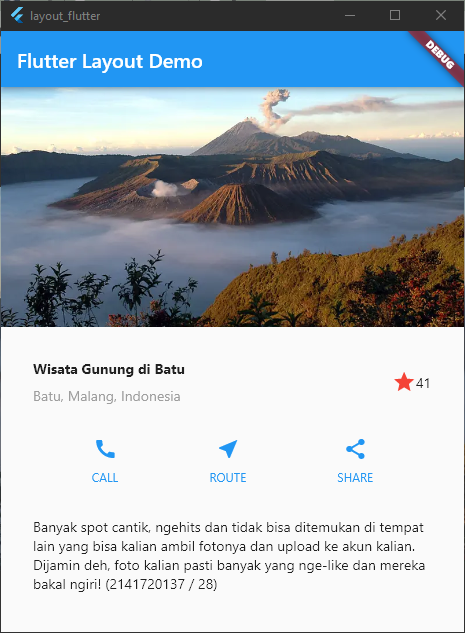 layout_flutter
DEBUG
Flutter Layout Demo
Wisata Gunung di Batu
Batu, Malang, Indonesia
41
CALL
ROUTE
SHARE
Banyak spot cantik, ngehits dan tidak bisa ditemukan di tempat
lain yang bisa kalian ambil fotonya dan upload ke akun kalian.
Dijamin deh, foto kalian pasti banyak yang nge-like dan mereka
bakal ngiri! (2141720137 / 28)